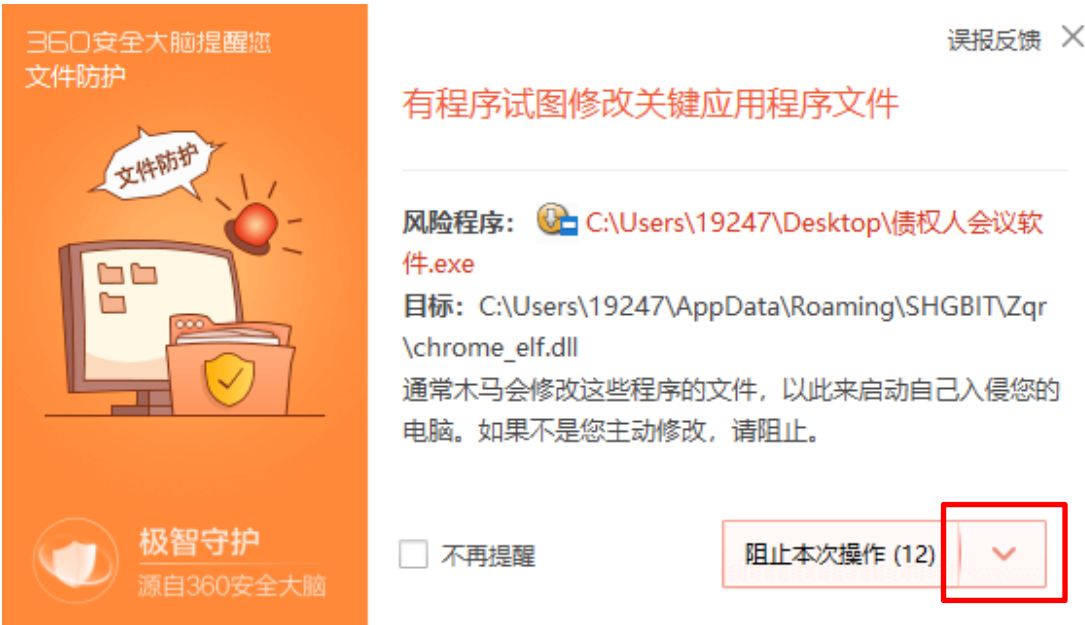 360安全大脑提醒您
文件防护
误报反馈
有程序试图修改关键应用程序文件
文件防护
风险程序： C:\Users\19247\Desktop\债权人会议软
件.exe
目标：C:\Users\19247\AppData\Roaming\SHGBIT\Zqr
\chrome_elf.dll
通常木马会修改这些程序的文件，以此来启动自己入侵您的
电脑。如果不是您主动修改，请阻止。
极智守护
源自360安全大脑
不再提醒
阻止本次操作 (12)